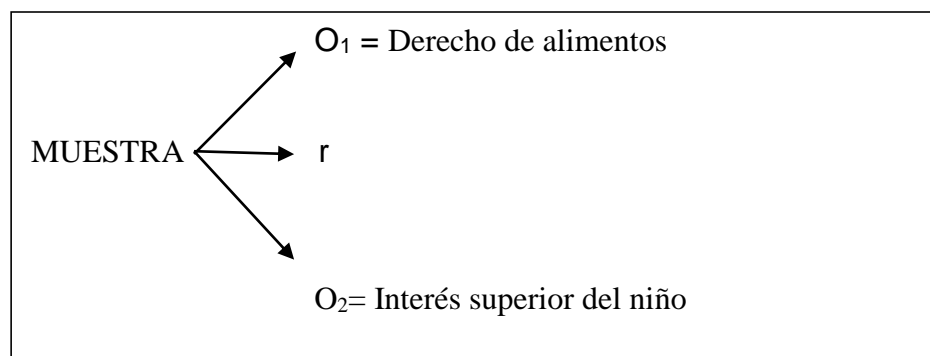 O₁ = Derecho de alimentos
MUESTRA r
O₂= Interés superior del niño